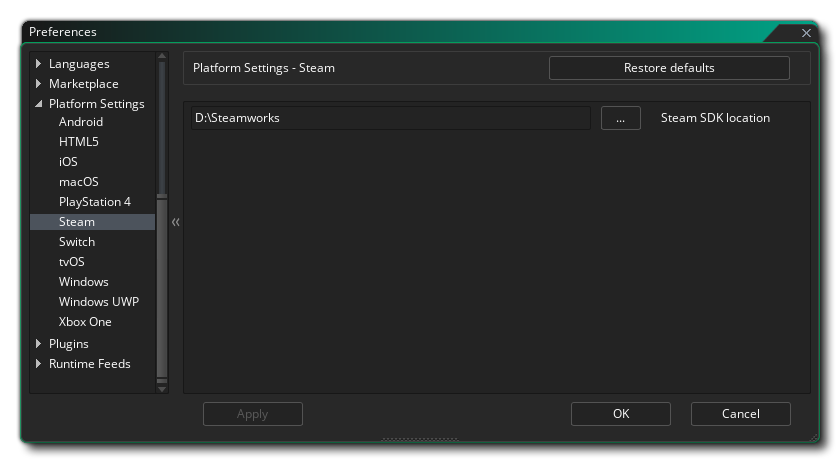 Preferences
Languages
Marketplace
Platform Settings
Android
HTML5
iOS
macOS
PlayStation 4
Steam
Switch
tvOS
Windows
Windows UWP
Xbox One
Plugins
Runtime Feeds
Platform Settings - Steam
Restore defaults
D:\Steamworks
...
Steam SDK location
Apply
OK
Cancel